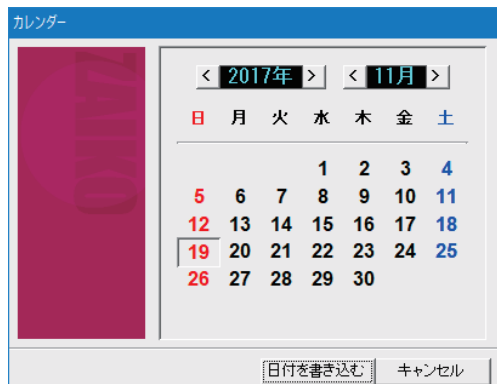 カレンダー
ZAIKO
< 2017年 > < 11月 >
日 月 火 水 木 金 土
1 2 3 4
5 6 7 8 9 10 11
12 13 14 15 16 17 18
19 20 21 22 23 24 25
26 27 28 29 30
日付を書き込む キャンセル